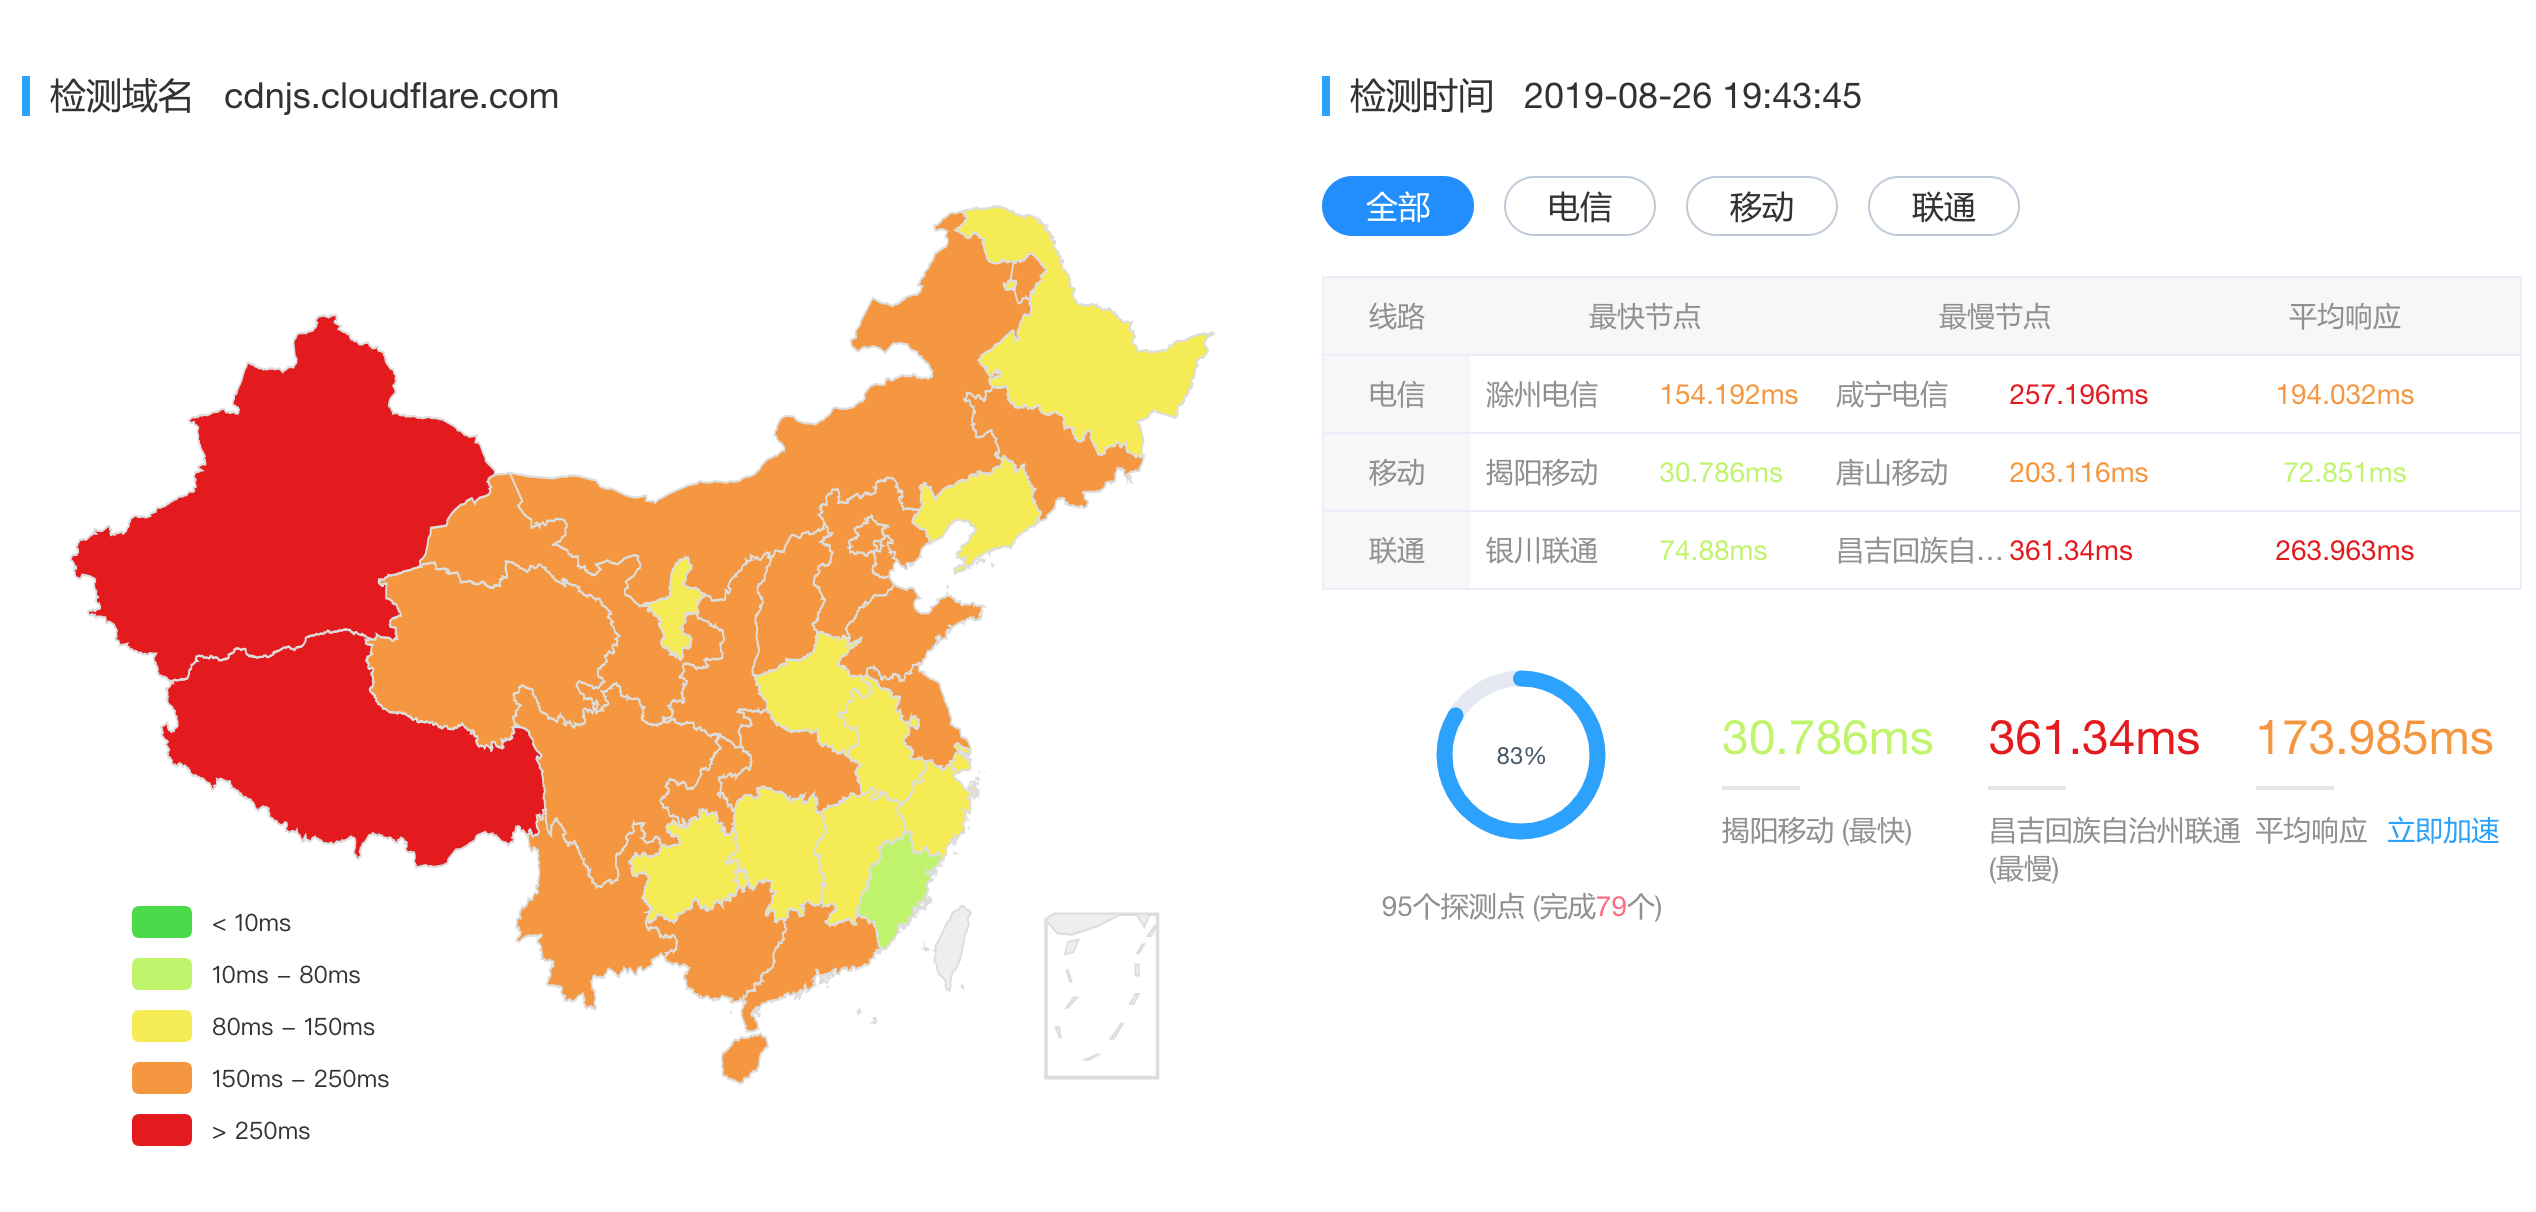 检测域名 cdnjs.cloudflare.com
< 10ms
10ms – 80ms
80ms – 150ms
150ms – 250ms
> 250ms
检测时间 2019-08-26 19:43:45
全部 电信 移动 联通
线路 最快节点 最慢节点 平均响应
电信 滁州电信 154.192ms 咸宁电信 257.196ms 194.032ms
移动 揭阳移动 30.786ms 唐山移动 203.116ms 72.851ms
联通 银川联通 74.88ms 昌吉回族自... 361.34ms 263.963ms
83%
95个探测点 (完成79个)
30.786ms 361.34ms 173.985ms
揭阳移动 (最快) 昌吉回族自治州联通 平均响应 立即加速
(最慢)